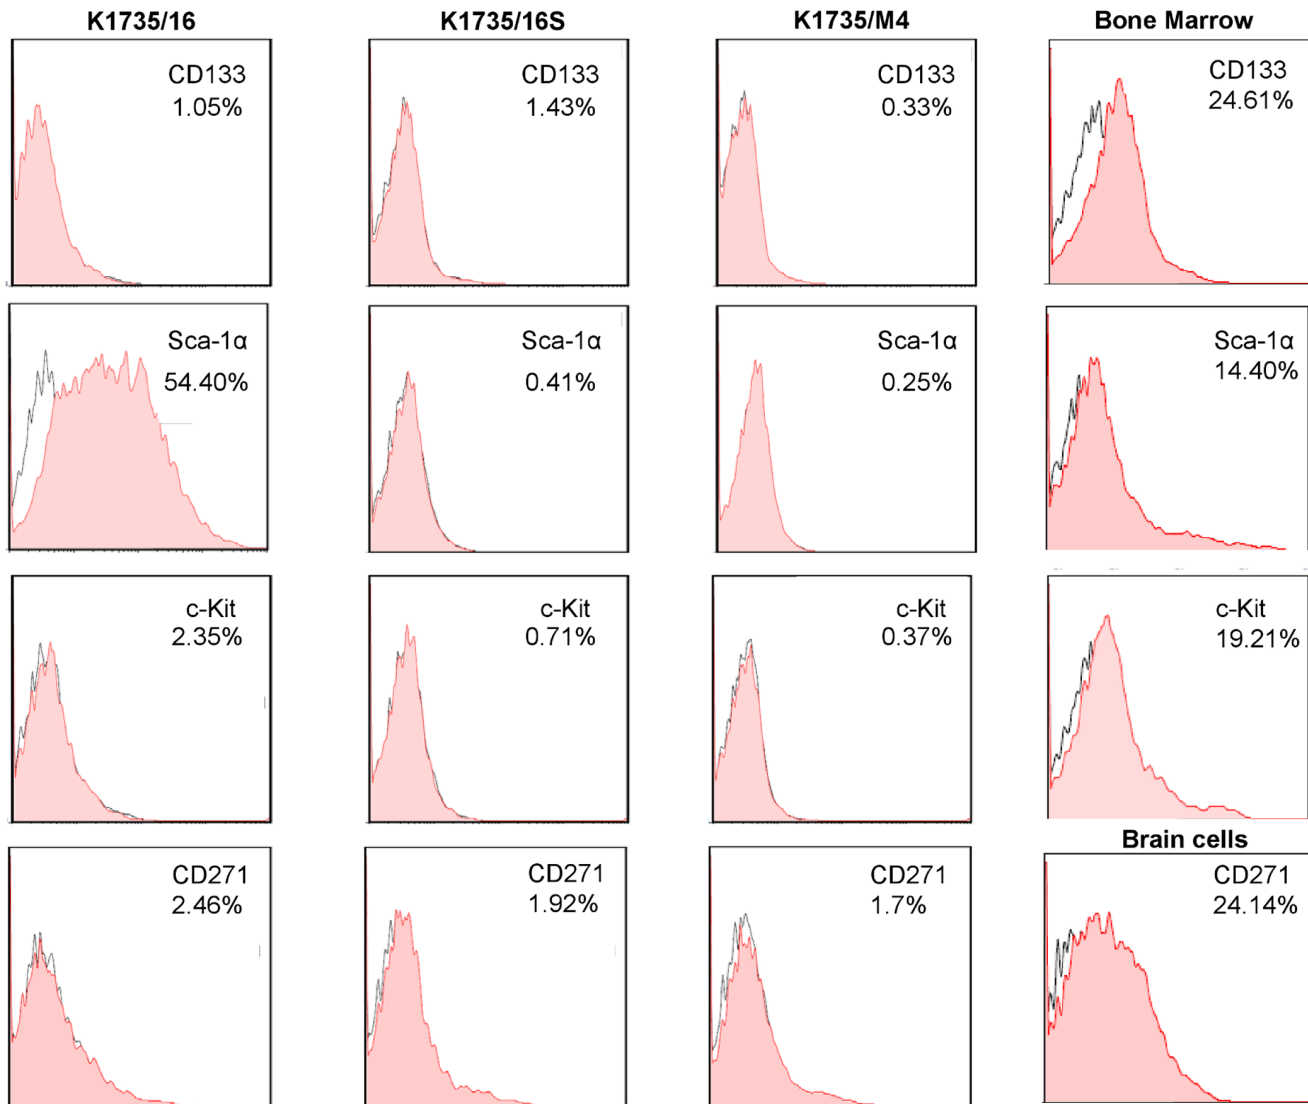 K1735/16
K1735/16S
K1735/M4
Bone Marrow
CD133
1.05%
CD133
1.43%
CD133
0.33%
CD133
24.61%
Sca-1α
54.40%
Sca-1α
0.41%
Sca-1α
0.25%
Sca-1α
14.40%
c-Kit
2.35%
c-Kit
0.71%
c-Kit
0.37%
c-Kit
19.21%
Brain cells
CD271
2.46%
CD271
1.92%
CD271
1.7%
CD271
24.14%